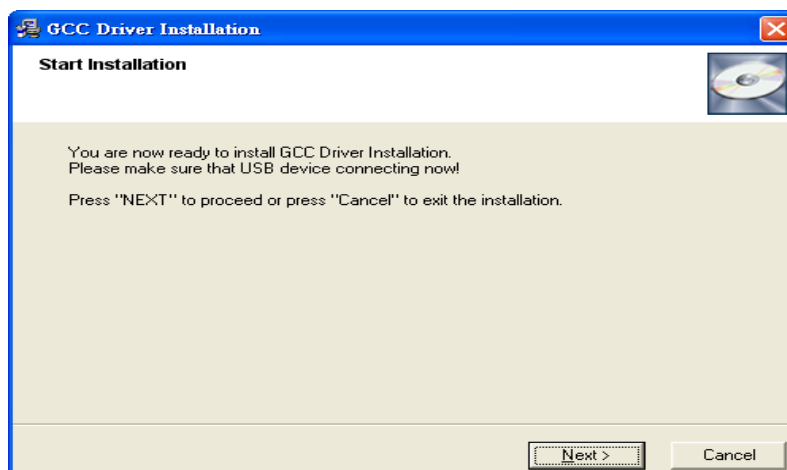 GCC Driver Installation
Start Installation
You are now ready to install GCC Driver Installation.
Please make sure that USB device connecting now!
Press "NEXT" to proceed or press "Cancel" to exit the installation.
Next >
Cancel